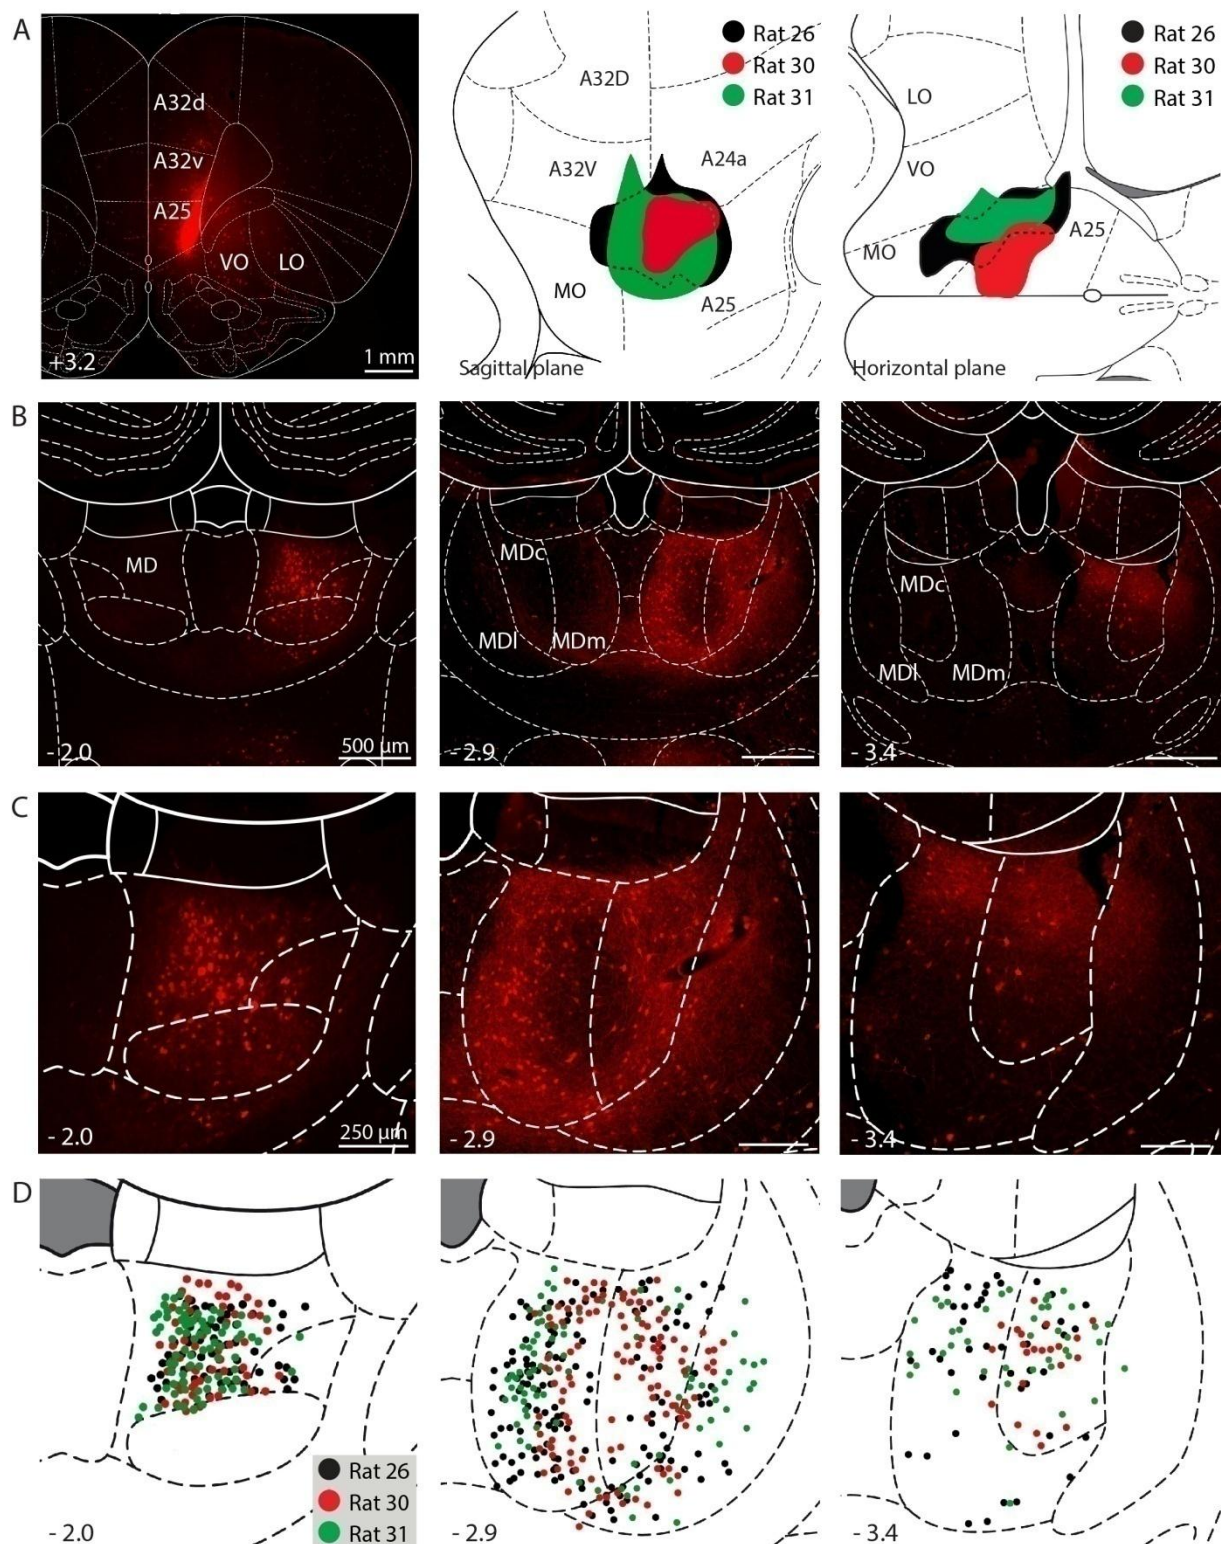 A
A32d
A32v
A25
VO
LO
+3.2
1 mm
Rat 26
Rat 30
Rat 31
A32D
A32V
A24a
MO
A25
Sagittal plane
Rat 26
Rat 30
Rat 31
LO
VO
MO
A25
Horizontal plane
B
MD
- 2.0
500 µm
MDc
MDl
MDm
- 2.9
MDc
MDl
MDm
- 3.4
C
- 2.0
250 µm
- 2.9
- 3.4
D
Rat 26
Rat 30
Rat 31
- 2.0
- 2.9
- 3.4